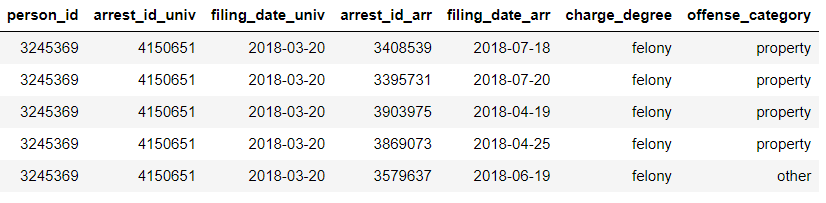 person_id arrest_id_univ filing_date_univ arrest_id_arr filing_date_arr charge_degree offense_category
3245369 4150651 2018-03-20 3408539 2018-07-18 felony property
3245369 4150651 2018-03-20 3395731 2018-07-20 felony property
3245369 4150651 2018-03-20 3903975 2018-04-19 felony property
3245369 4150651 2018-03-20 3869073 2018-04-25 felony property
3245369 4150651 2018-03-20 3579637 2018-06-19 felony other